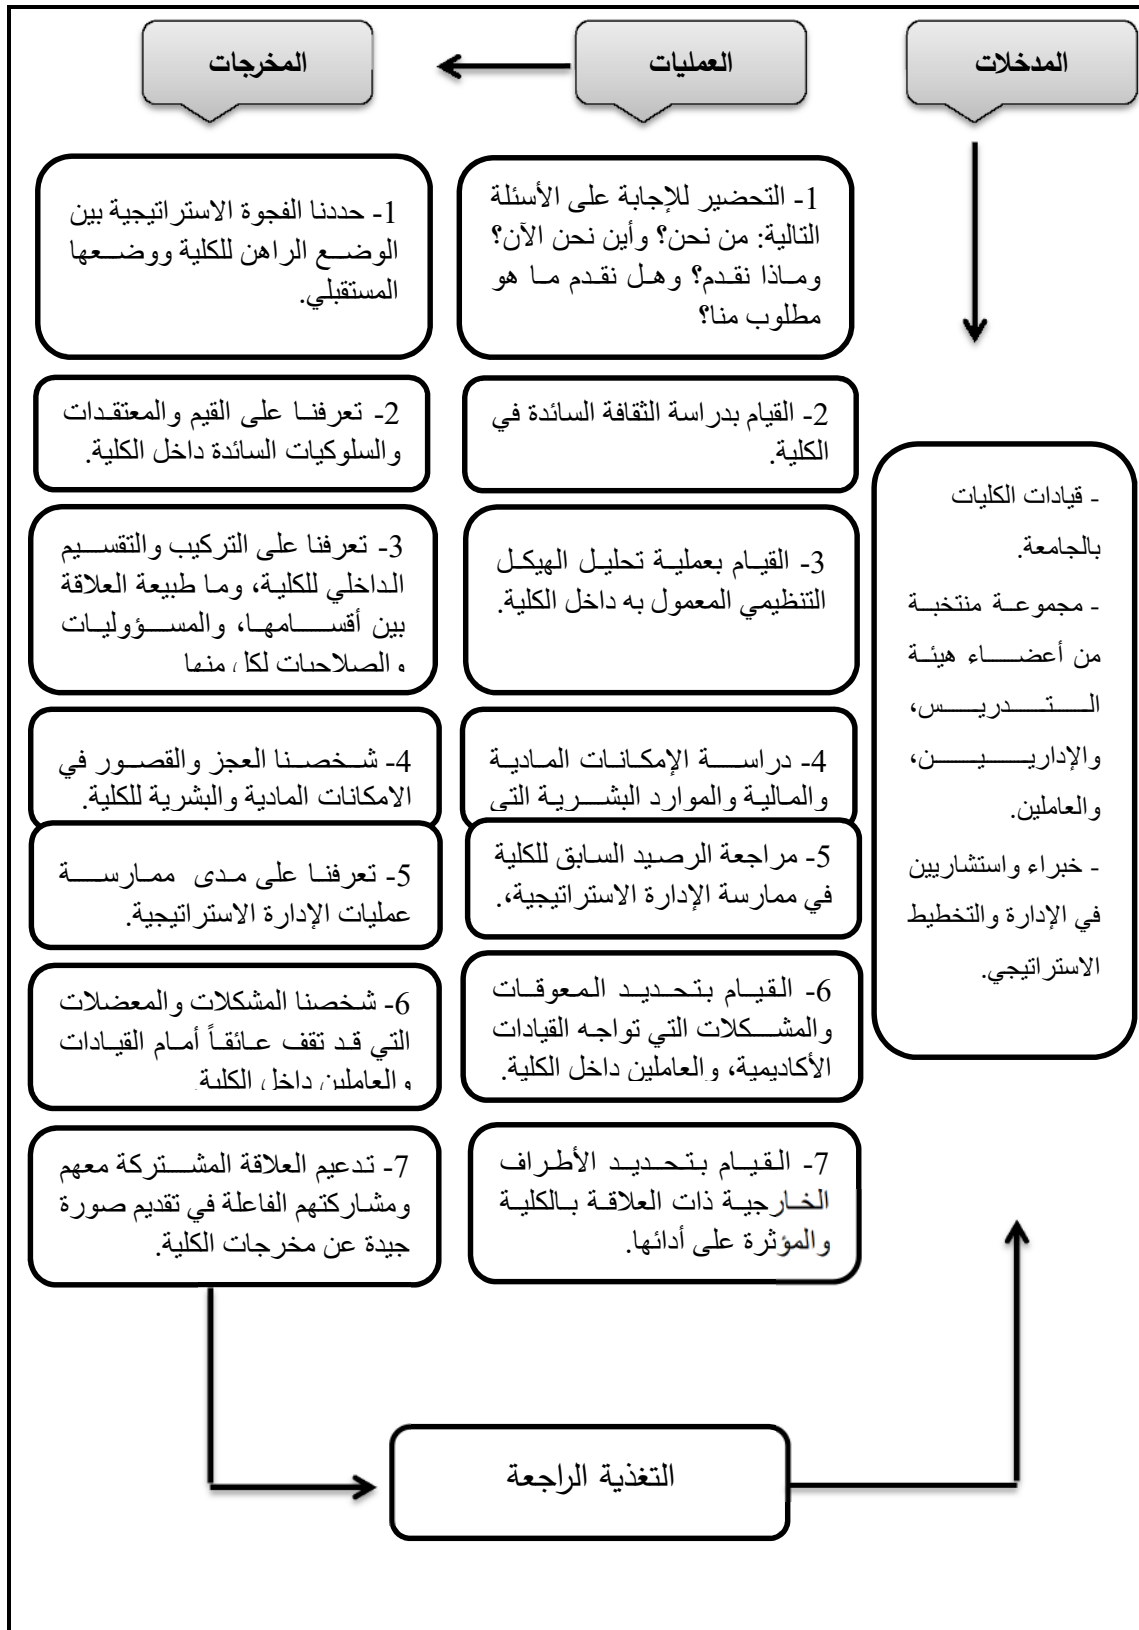 المدخلات
العمليات
المخرجات
- قيادات الكليات
بالجامعة.
- مجموعة منتخبة
من أعضاء هيئة
التدريس،
والإداريين،
والعاملين.
- خبراء واستشاريين
في الإدارة والتخطيط
الاستراتيجي.
1- التحضير للإجابة على الأسئلة
التالية: من نحن؟ وأين نحن الآن؟
وماذا نقدم؟ وهل نقدم ما هو
مطلوب منا؟
2- القيام بدراسة الثقافة السائدة في
الكلية.
3- القيام بعملية تحليل الهيكل
التنظيمي المعمول به داخل الكلية.
4- دراسة الإمكانات المادية
والمالية والموارد البشرية التي
5- مراجعة الرصيد السابق للكلية
في ممارسة الإدارة الاستراتيجية،.
6- القيام بتحديد المعوقات
والمشكلات التي تواجه القيادات
الأكاديمية، والعاملين داخل الكلية.
7- القيام بتحديد الأطراف
الخارجية ذات العلاقة بالكلية
والمؤثرة على أدائها.
1- حددنا الفجوة الاستراتيجية بين
الوضع الراهن للكلية ووضعها
المستقبلي.
2- تعرفنا على القيم والمعتقدات
والسلوكيات السائدة داخل الكلية.
3- تعرفنا على التركيب والتقسيم
الداخلي للكلية، وما طبيعة العلاقة
بين أقسامها، والمسؤوليات
والصلاحيات لكل منها
4- شخصنا العجز والقصور في
الامكانات المادية والبشرية للكلية.
5- تعرفنا على مدى ممارسة
عمليات الإدارة الاستراتيجية.
6- شخصنا المشكلات والمعضلات
التي قد تقف عائقاً أمام القيادات
والعاملين داخل الكلية.
7- تدعيم العلاقة المشتركة معهم
ومشاركتهم الفاعلة في تقديم صورة
جيدة عن مخرجات الكلية.
التغذية الراجعة